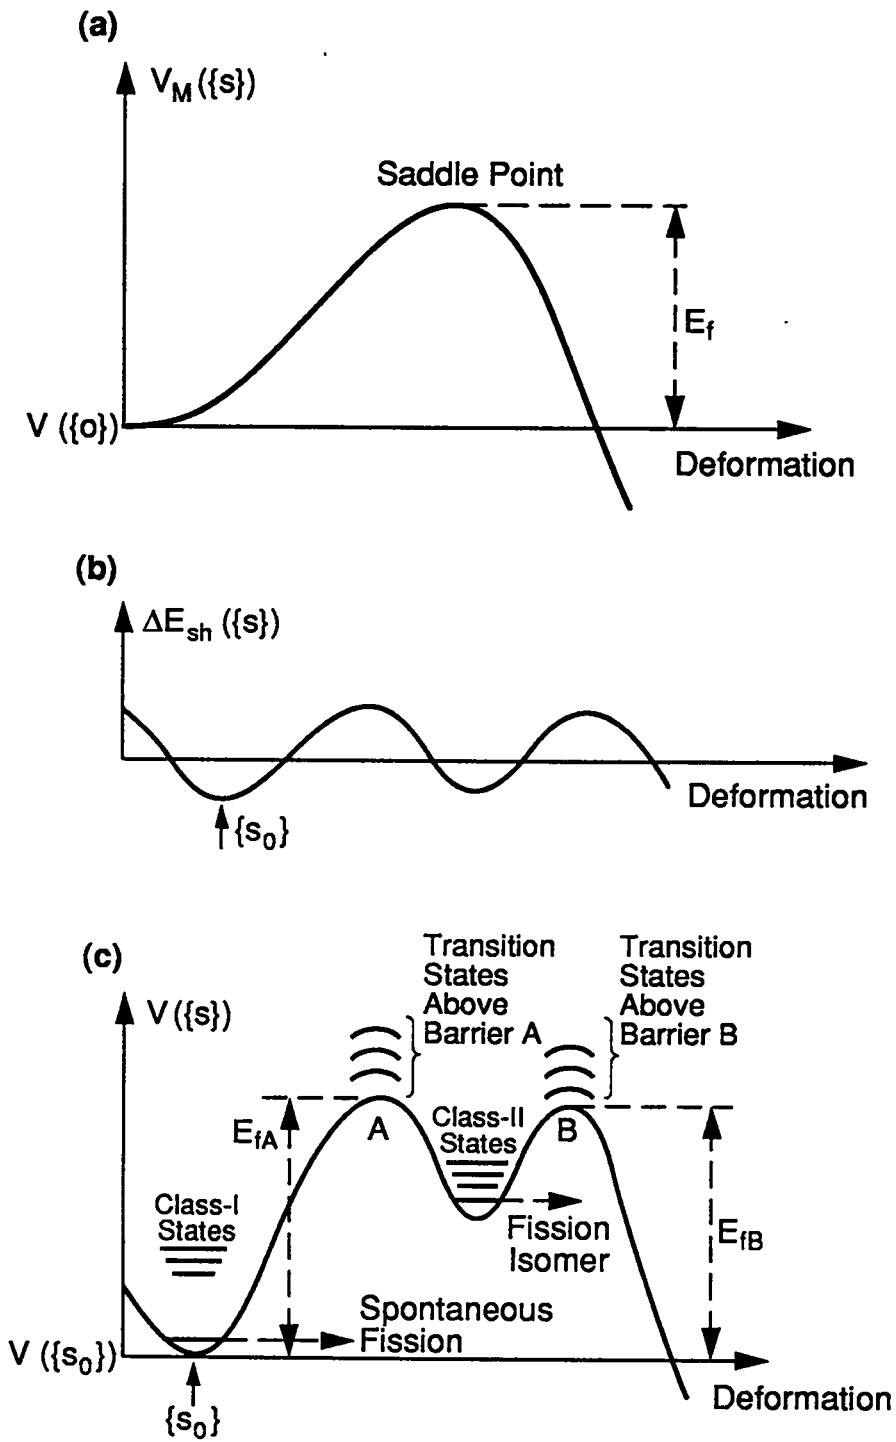 (a)
V_M ({s})
Saddle Point
E_f
V ({o})
Deformation
(b)
ΔE_sh ({s})
Deformation
{s_0}
(c)
Transition
States
Above
Barrier A
Transition
States
Above
Barrier B
V ({s})
E_fA
A
Class-II
States
B
Class-I
States
Fission
Isomer
E_fB
Spontaneous
Fission
V ({s_0})
Deformation
{s_0}